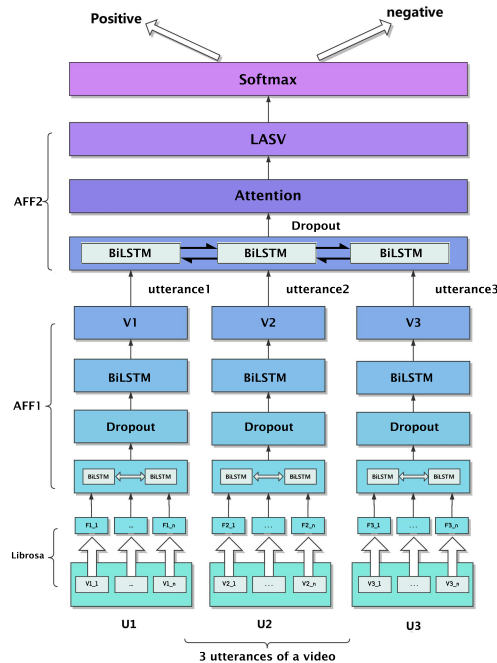 Positive
negative
Softmax
LASV
AFF2
Attention
Dropout
BiLSTM BiLSTM BiLSTM
utterance1 utterance2 utterance3
V1 V2 V3
BiLSTM BiLSTM BiLSTM
AFF1
Dropout Dropout Dropout
BiLSTM BiLSTM BiLSTM BiLSTM BiLSTM BiLSTM
F1_1 ... F1_n F2_1 ... F2_n F3_1 ... F3_n
Librosa
V1_1 ... V1_n V2_1 ... V2_n V3_1 ... V3_n
U1 U2 U3
3 utterances of a video